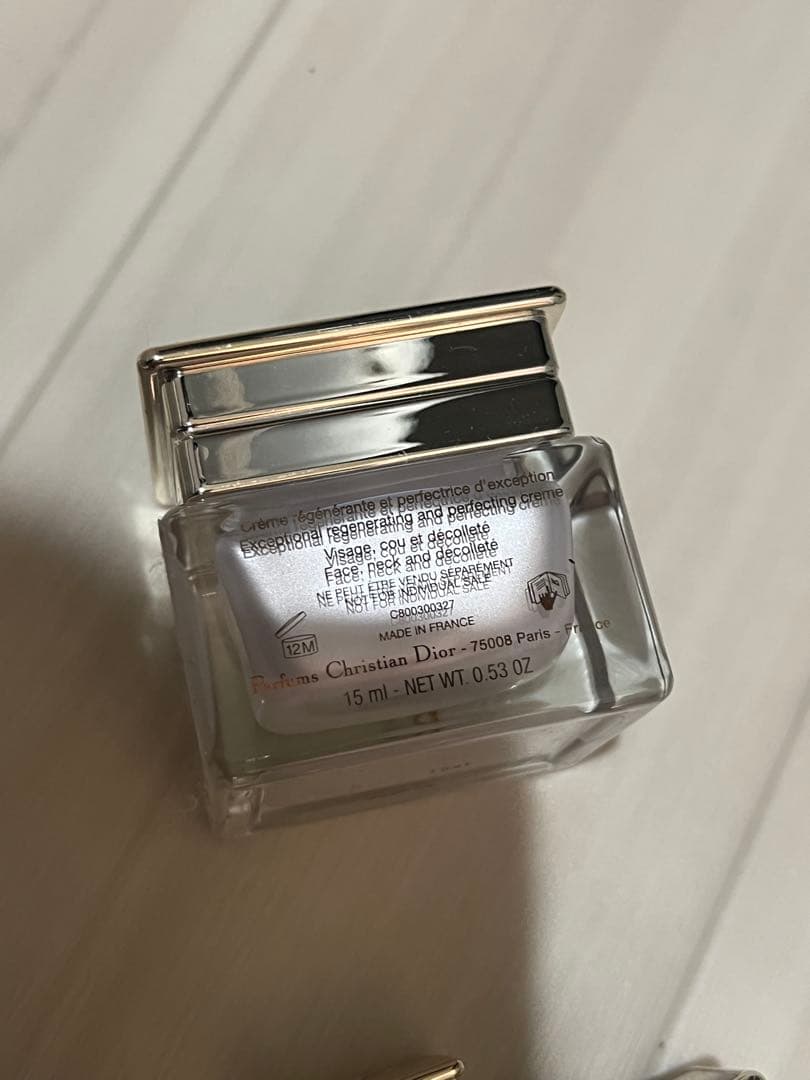 Crème régénérante et perfectrice d'exception
Exceptional regenerating and perfecting creme
Visage, cou et décolleté
Face, neck and décolleté
NE PEUT ETRE VENDU SÉPARÉMENT
NOT FOR INDIVIDUAL SALE
C800300327
MADE IN FRANCE
12M
Parfums Christian Dior - 75008 Paris - France
15 ml - NET WT. 0.53 OZ